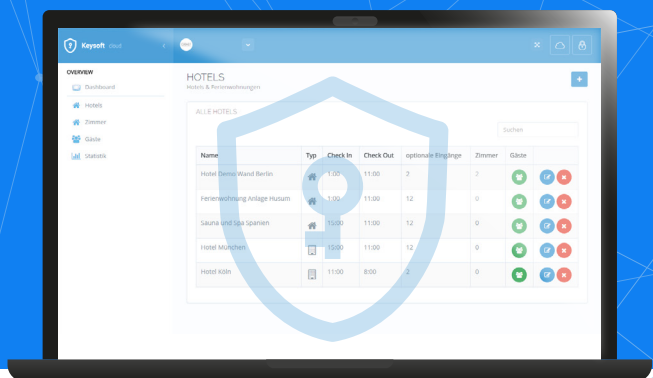 Keysoft cloud
OVERVIEW
Dashboard
Hotels
Zimmer
Gäste
Statistik
HOTELS
Hotels & Ferienwohnungen
ALLE HOTELS
Suchen
Name Typ Check In Check Out optionale Eingänge Zimmer Gäste
Hotel Demo Wand Berlin 1:00 11:00 2 2
Ferienwohnung Anlage Husum 1:00 11:00 12 0
Sauna und Spa Spanien 15:00 11:00 12 0
Hotel München 15:00 11:00 12 0
Hotel Köln 11:00 8:00 2 0